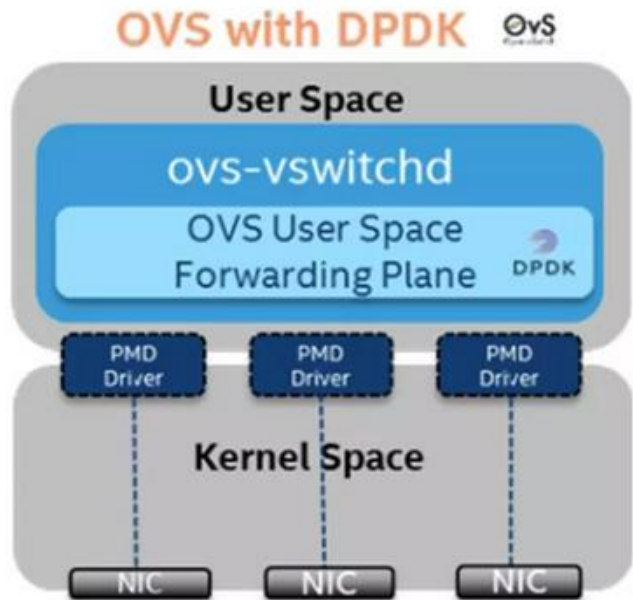 OVS with DPDK
OvS
User Space
ovs-vswitchd
OVS User Space
Forwarding Plane
DPDK
PMD
Driver
PMD
Driver
PMD
Driver
Kernel Space
NIC
NIC
NIC